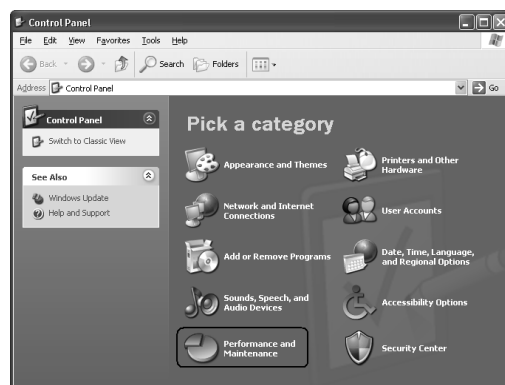 Control Panel
File Edit View Favorites Tools Help
Back Search Folders
Address Control Panel Go
Control Panel
Switch to Classic View
See Also
Windows Update
Help and Support
Pick a category
Appearance and Themes
Printers and Other
Hardware
Network and Internet
Connections
User Accounts
Add or Remove Programs
Date, Time, Language,
and Regional Options
Sounds, Speech, and
Audio Devices
Accessibility Options
Performance and
Maintenance
Security Center